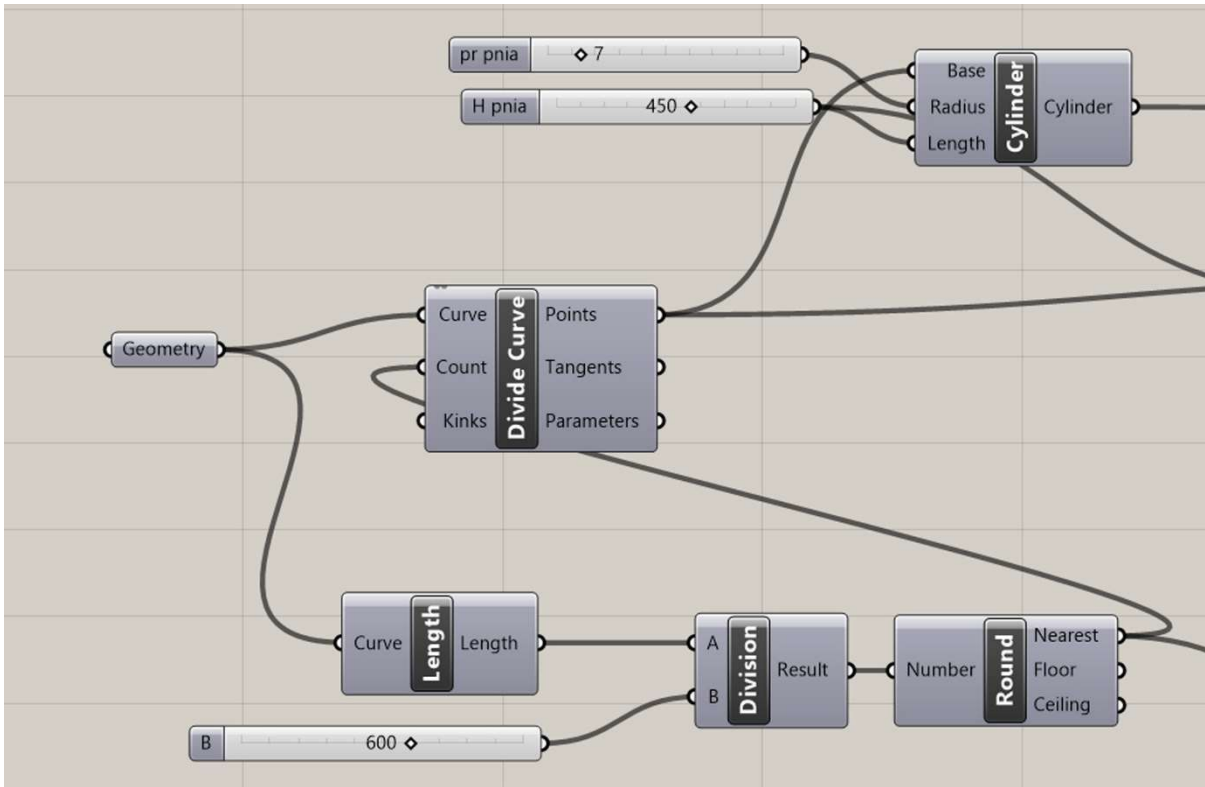 pr pnia 7
H pnia 450
Base
Radius
Length
Cylinder
Cylinder
Geometry
Curve
Count
Kinks
Divide Curve
Points
Tangents
Parameters
Curve
Length
Length
B 600
A
B
Division
Result
Number
Round
Nearest
Floor
Ceiling